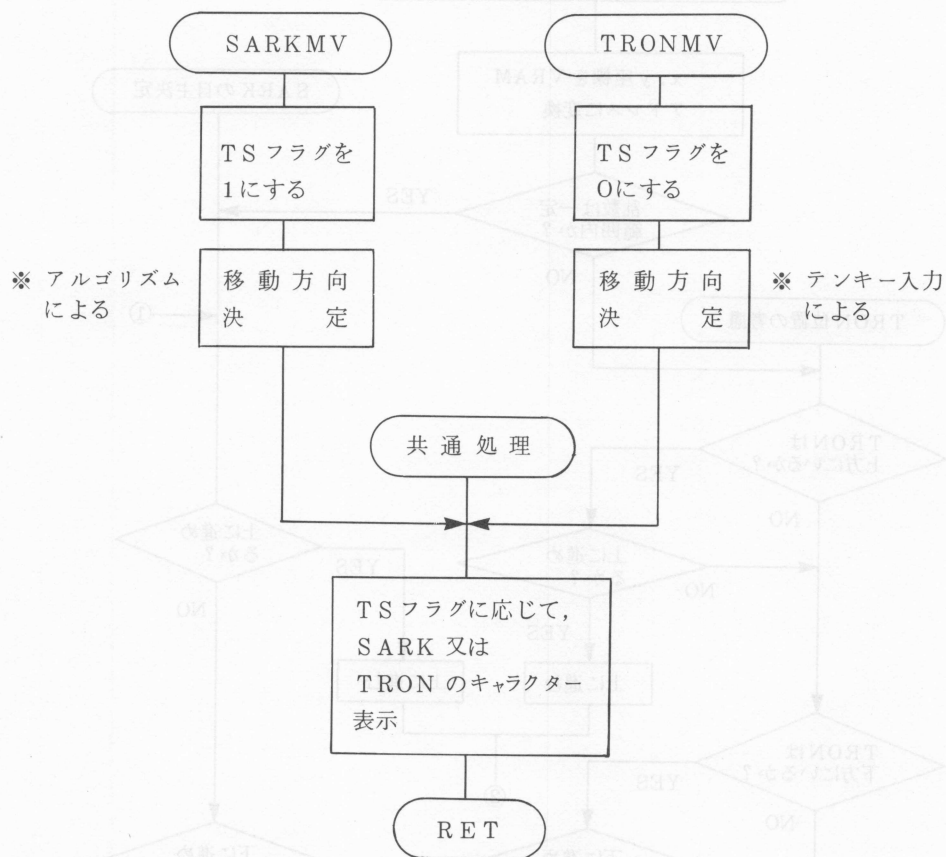 SARKMV
TRONMV
TSフラグを
1にする
TSフラグを
0にする
※ アルゴリズム
による
移動方向
決定
移動方向
決定
※ テンキー入力
による
共通処理
TSフラグに応じて,
SARK 又は
TRON のキャラクター
表示
RET